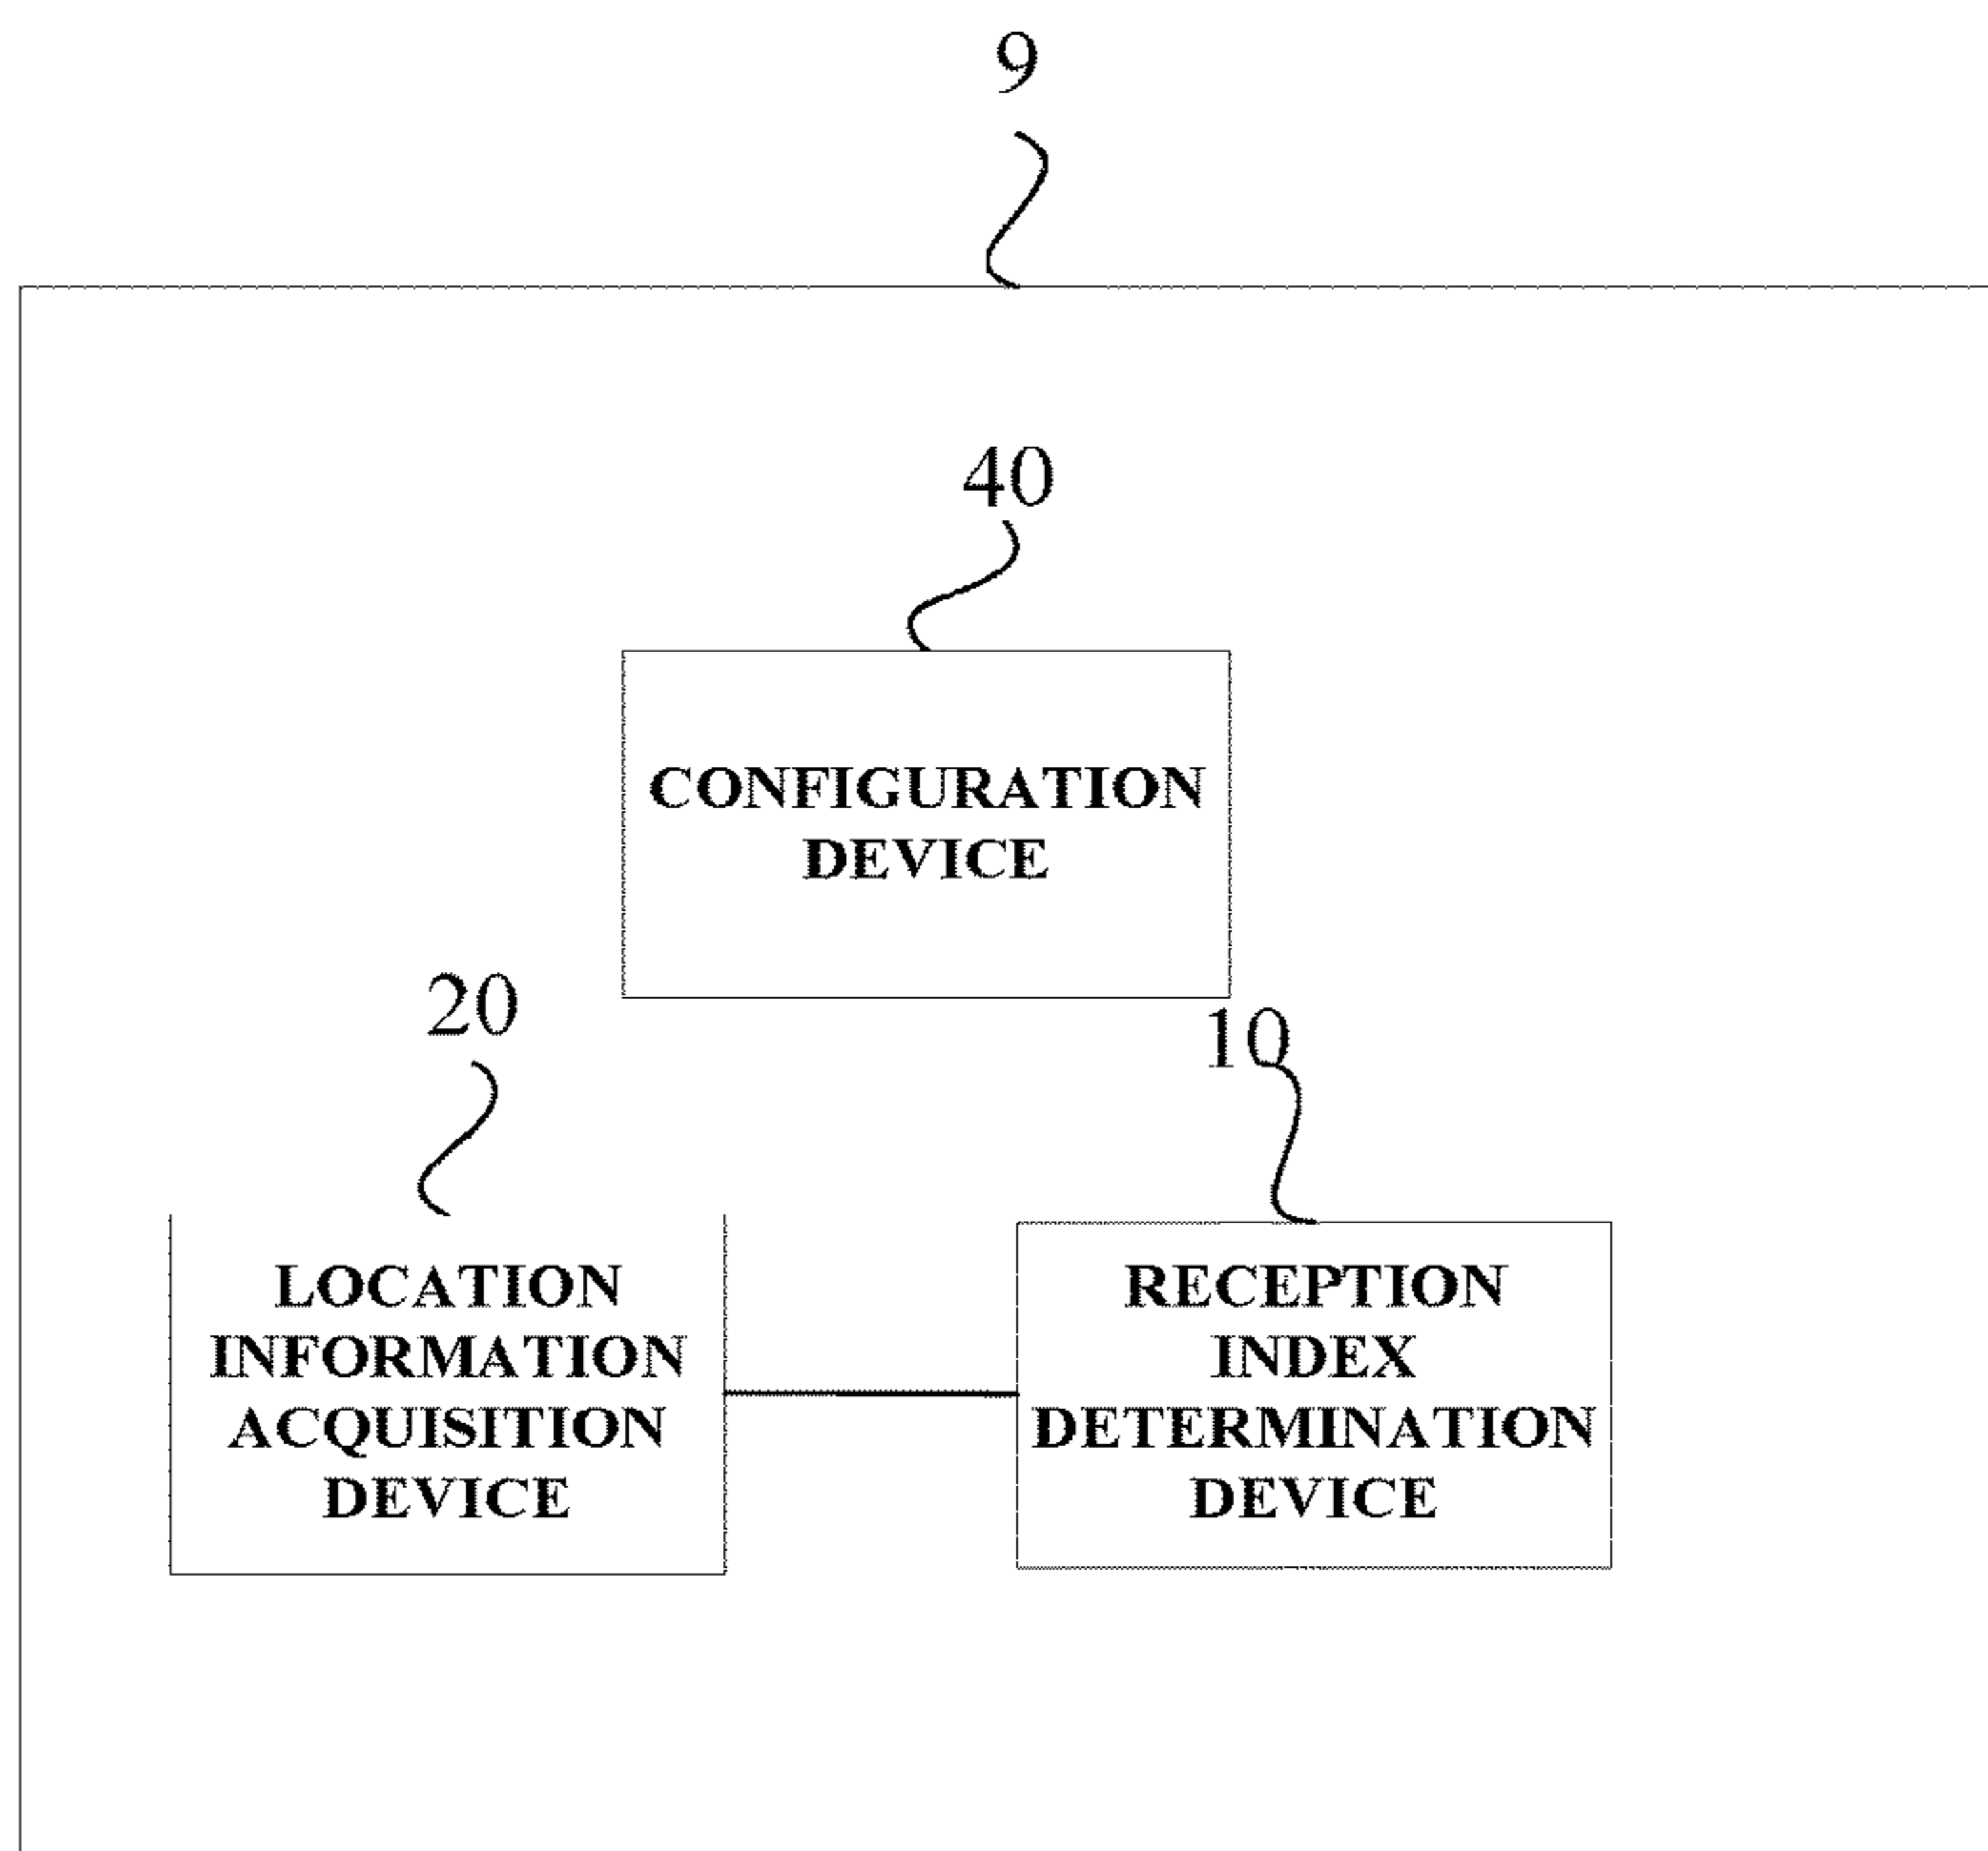 9
40
CONFIGURATION
DEVICE
20
10
LOCATION
INFORMATION
ACQUISITION
DEVICE
RECEPTION
INDEX
DETERMINATION
DEVICE